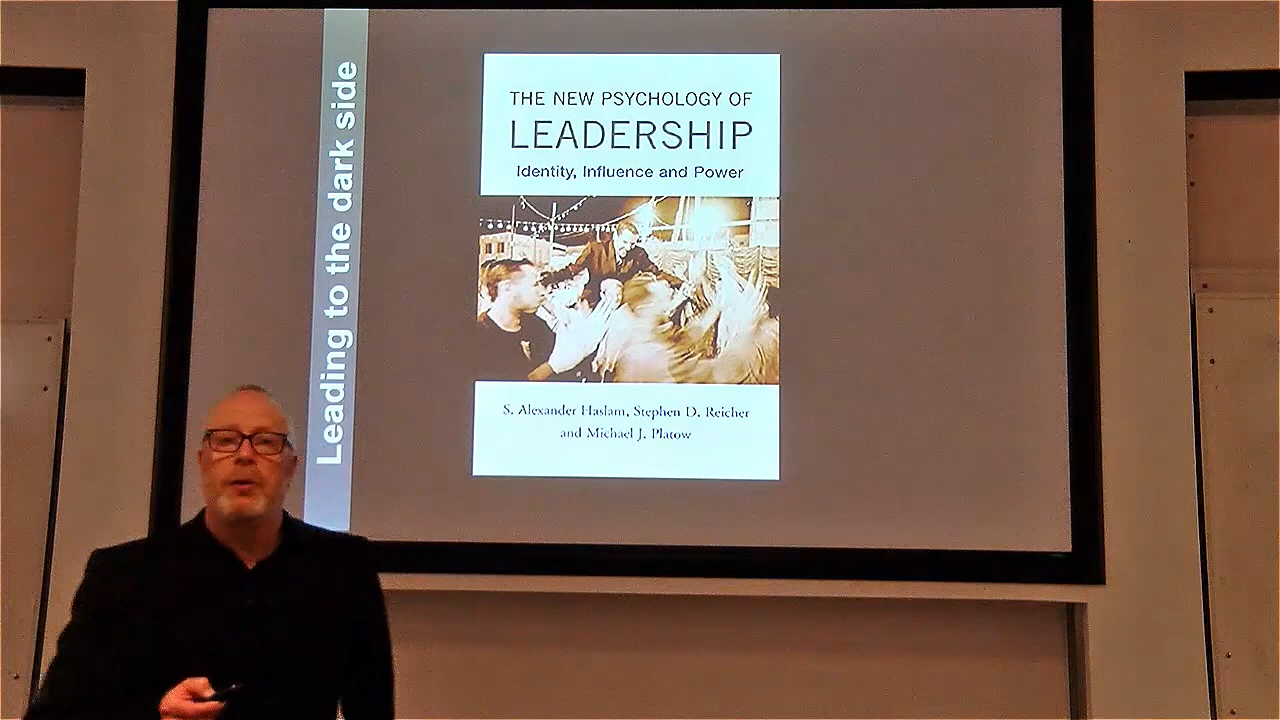 Leading to the dark side
THE NEW PSYCHOLOGY OF
LEADERSHIP
Identity, Influence and Power
S. Alexander Haslam, Stephen D. Reicher
and Michael J. Platow